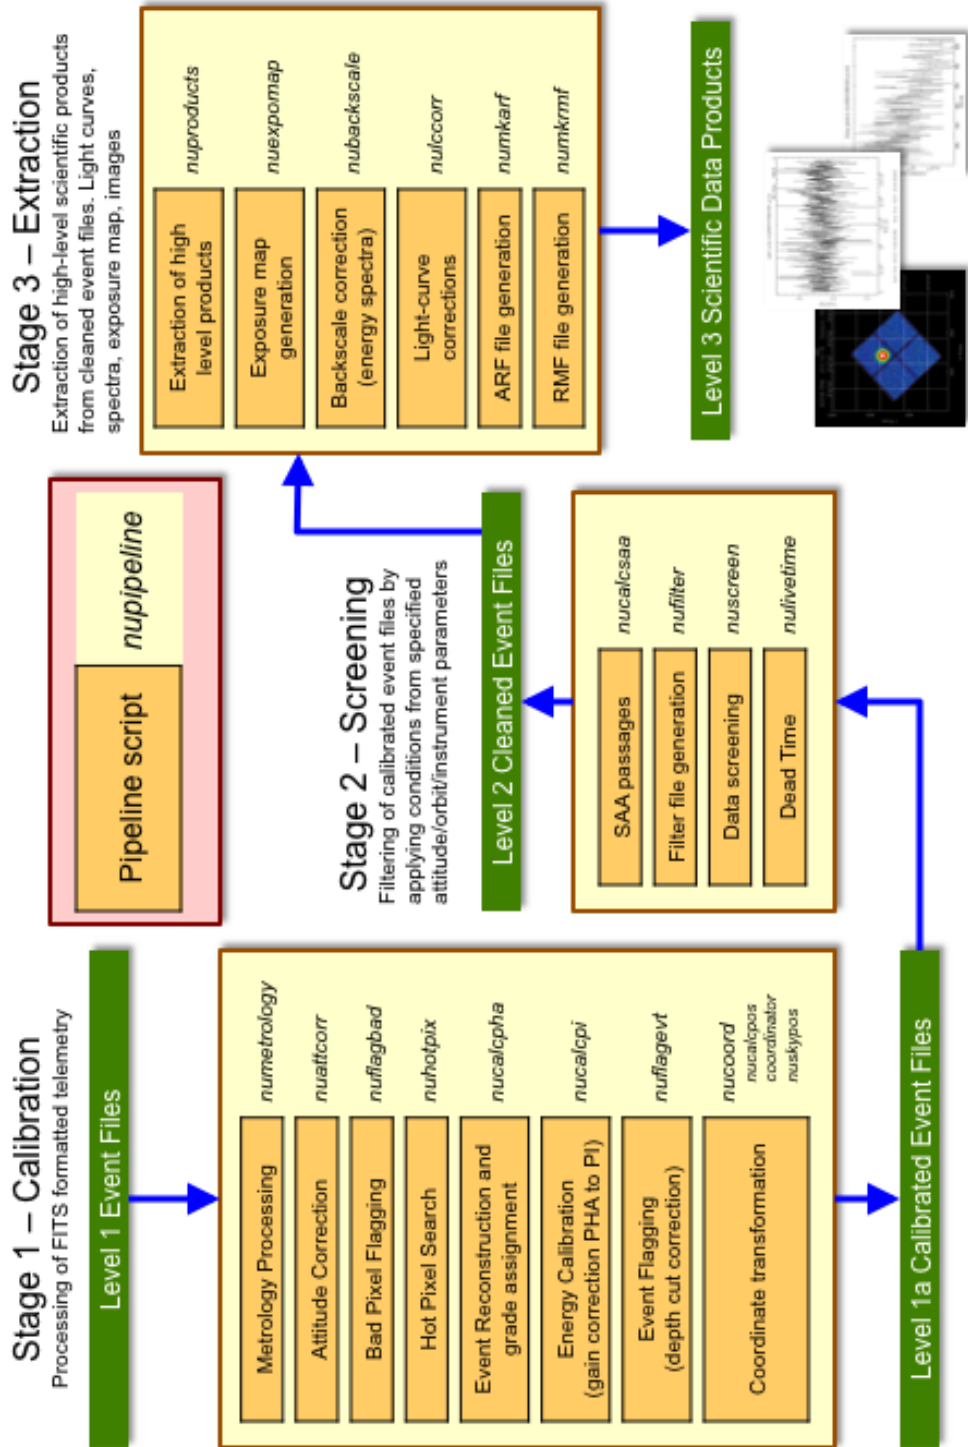 Stage 1 – Calibration
Processing of FITS formatted telemetry
Level 1 Event Files
Metrology Processing
numetrology
Attitude Correction
nuattcorr
Bad Pixel Flagging
nuflagbad
Hot Pixel Search
nuhotpix
Event Reconstruction and
grade assignment
nucalcpha
Energy Calibration
(gain correction PHA to PI)
nucalcpi
Event Flagging
(depth cut correction)
nuflagevt
Coordinate transformation
nucoord
nucalcpos
coordinator
nuskypos
Level 1a Calibrated Event Files
Pipeline script
nupipeline
Stage 2 – Screening
Filtering of calibrated event files by
applying conditions from specified
attitude/orbit/instrument parameters
Level 2 Cleaned Event Files
SAA passages
nucalcsaa
Filter file generation
nufilter
Data screening
nuscreen
Dead Time
nulivetime
Stage 3 – Extraction
Extraction of high-level scientific products
from cleaned event files. Light curves,
spectra, exposure map, images
Extraction of high
level products
nuproducts
Exposure map
generation
nuexpomap
Backscale correction
(energy spectra)
nubackscale
Light-curve
corrections
nulccorr
ARF file generation
numkarf
RMF file generation
numkrmf
Level 3 Scientific Data Products